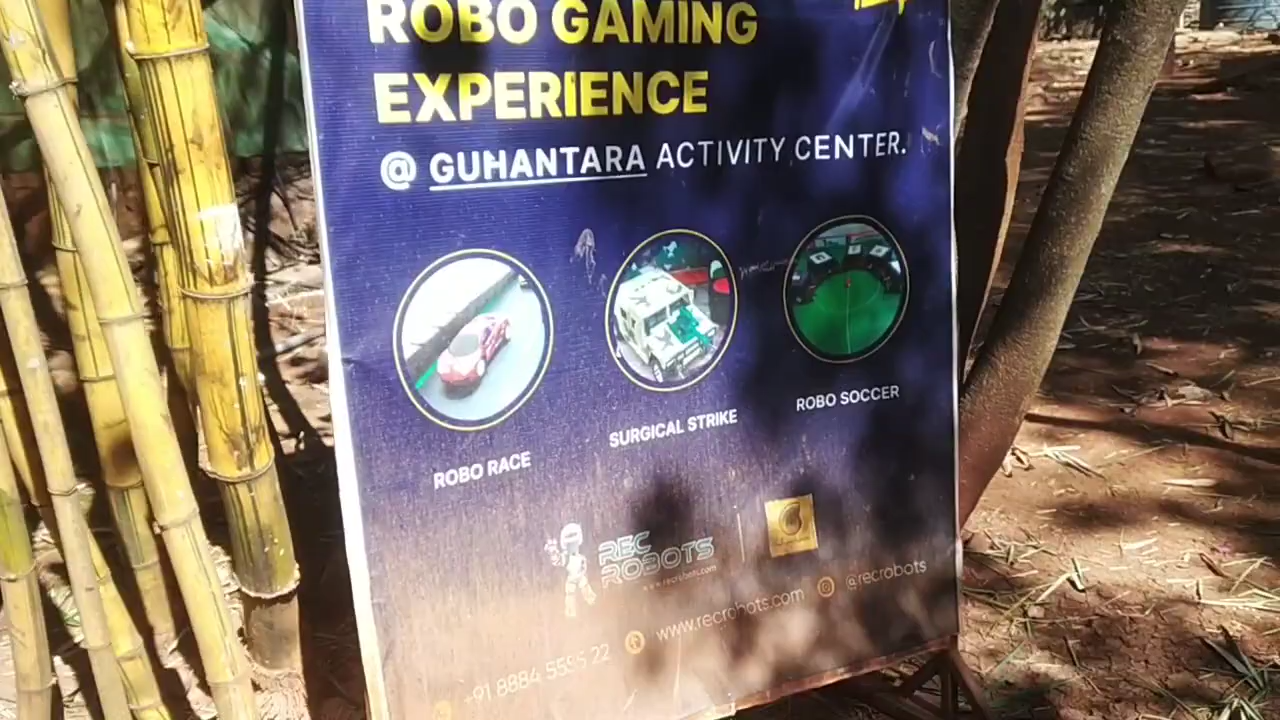 ROBO GAMING
EXPERIENCE
@ GUHANTARA ACTIVITY CENTER.
ROBO RACE
SURGICAL STRIKE
ROBO SOCCER
REC
ROBOTS
www.recrobots.com
+91 8884 5555 22
www.recrobots.com
@recrobots